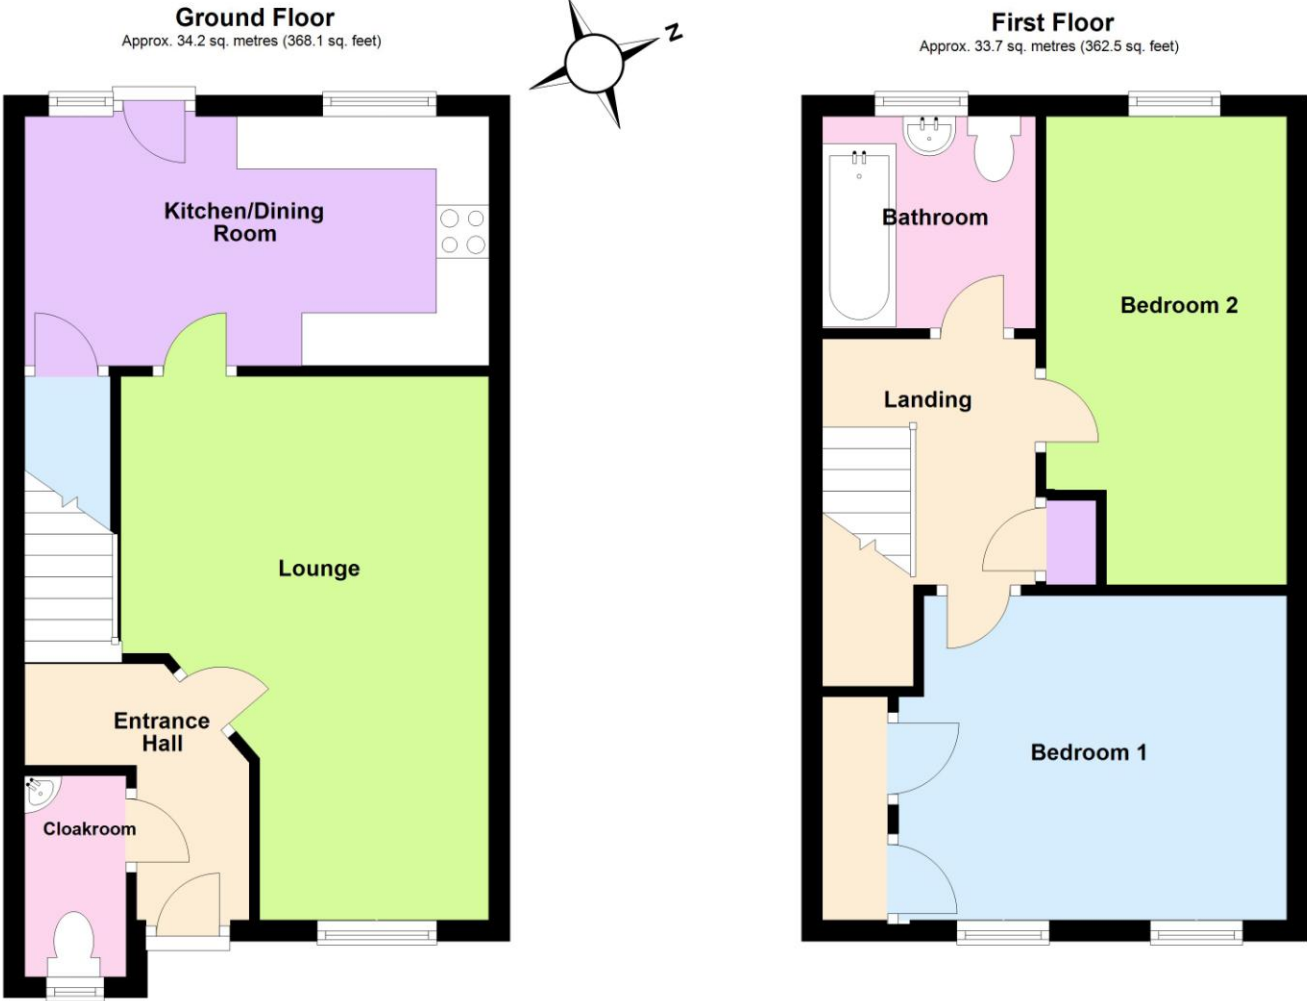 Ground Floor
Approx. 34.2 sq. metres (368.1 sq. feet)
N
First Floor
Approx. 33.7 sq. metres (362.5 sq. feet)
Kitchen/Dining
Room
Lounge
Entrance
Hall
Cloakroom
Bathroom
Bedroom 2
Landing
Bedroom 1